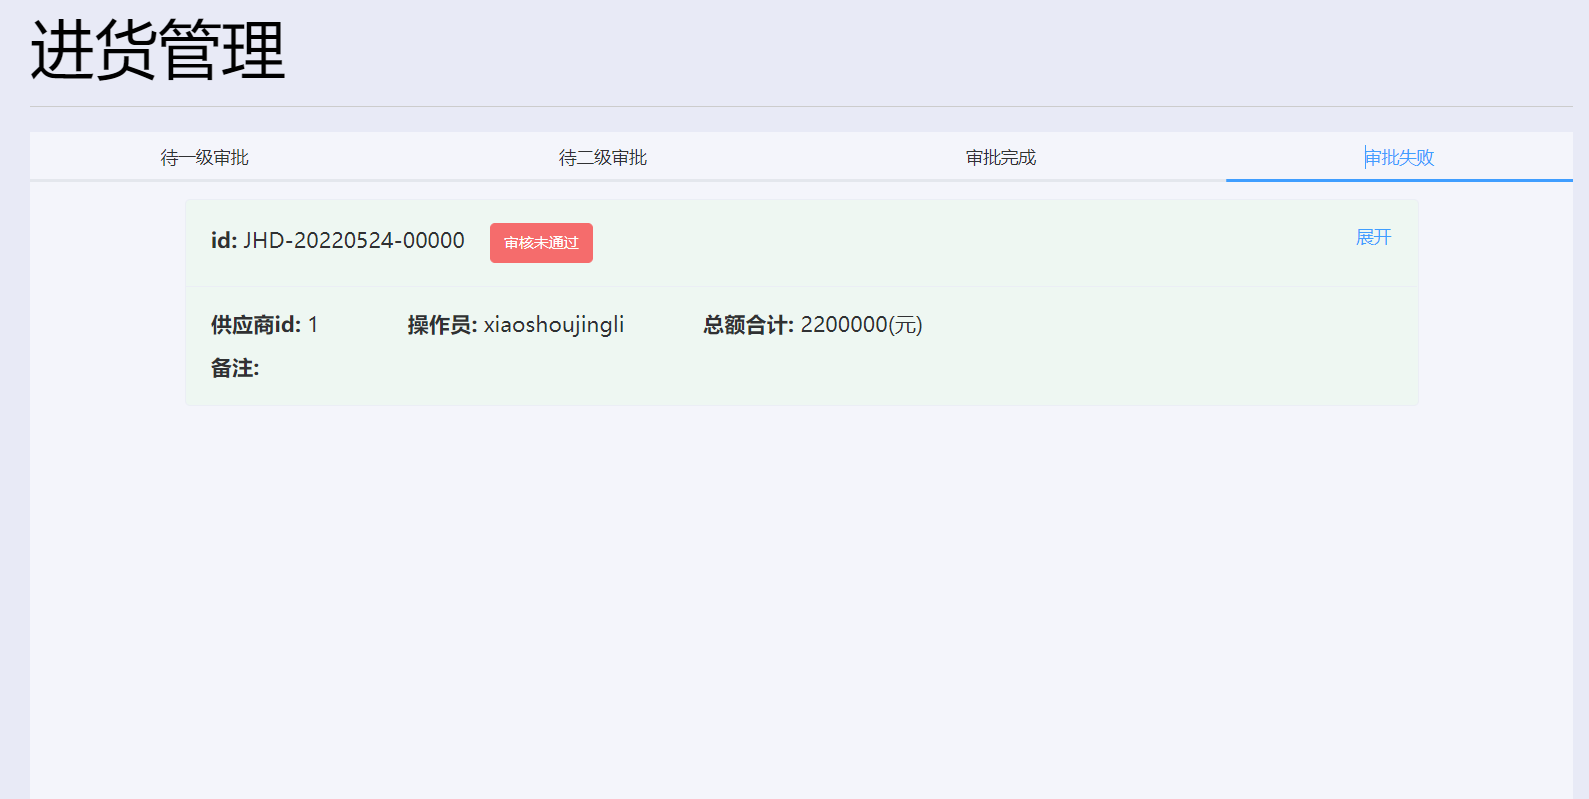 进货管理
待一级审批 待二级审批 审批完成 审批失败
id: JHD-20220524-00000 审核未通过 展开
供应商id: 1 操作员: xiaoshoujingli 总额合计: 2200000(元)
备注: